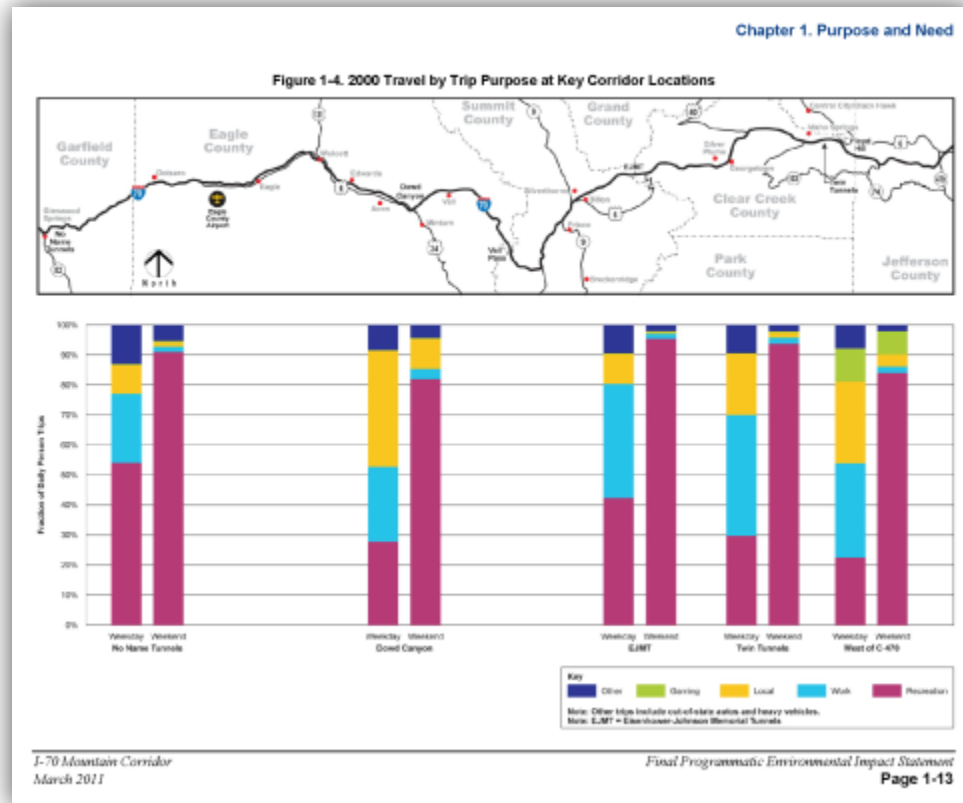 Chapter 1. Purpose and Need
Figure 1-4. 2000 Travel by Trip Purpose at Key Corridor Locations
Garfield County
Eagle County
Summit County
Grand County
Clear Creek County
Park County
Jefferson County
Glenwood Springs
No Name Tunnels
Gypsum
Eagle
Eagle County Airport
Wolcott
Edwards
Avon
Dowd Canyon
Minturn
Vail
Vail Pass
Silverthorne
Dillon
Frisco
Breckenridge
EJMT
Silver Plume
Georgetown
Idaho Springs
Floyd Hill
Twin Tunnels
North
70
6
24
9
Fraction of Daily Person Trips
100%
90%
80%
70%
60%
50%
40%
30%
20%
10%
0%
Weekday Weekend
No Name Tunnels
Weekday Weekend
Dowd Canyon
Weekday Weekend
EJMT
Weekday Weekend
Twin Tunnels
Weekday Weekend
West of C-470
Key
Other Gaming Local Work Recreation
Note: Other trips include out-of-state autos and heavy vehicles.
Note: EJMT = Eisenhower-Johnson Memorial Tunnels
I-70 Mountain Corridor
March 2011
Final Programmatic Environmental Impact Statement
Page 1-13